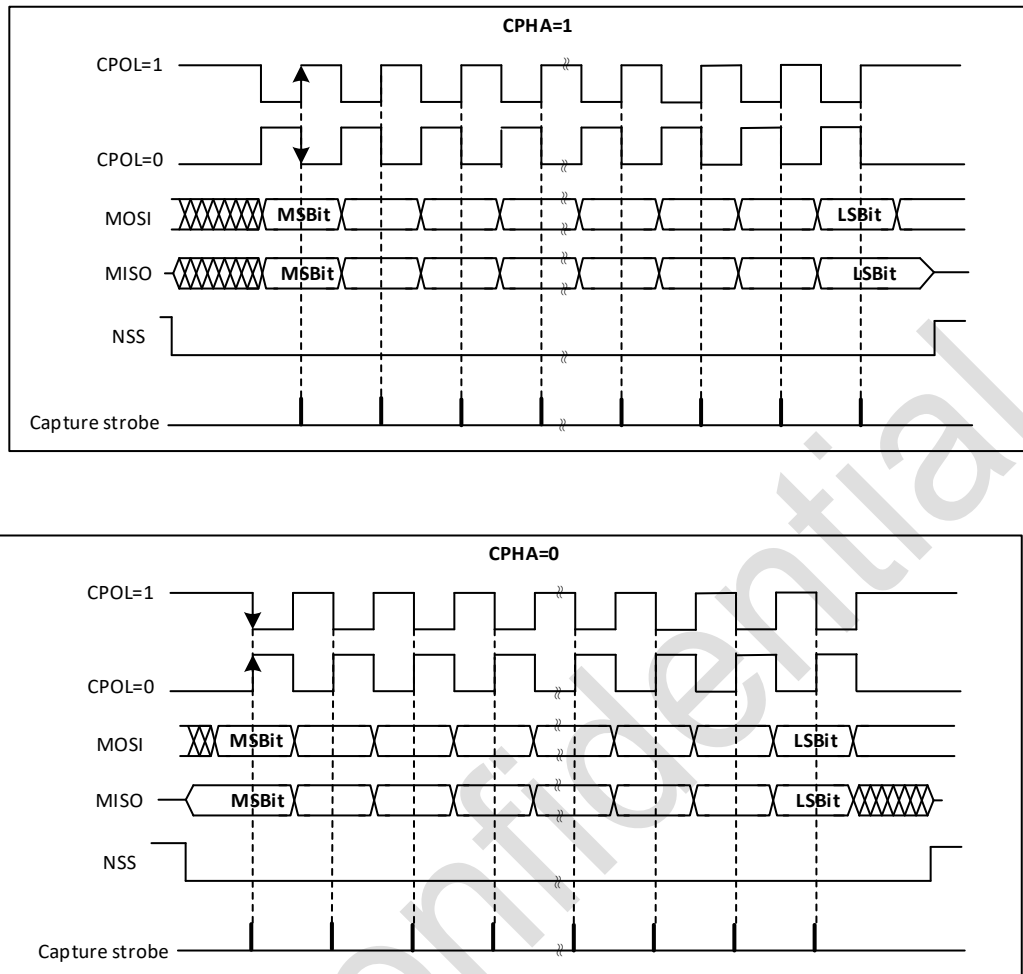 CPHA=1
CPOL=1
CPOL=0
MOSI MSBit LSBit
MISO MSBit LSBit
NSS
Capture strobe
CPHA=0
CPOL=1
CPOL=0
MOSI MSBit LSBit
MISO MSBit LSBit
NSS
Capture strobe
onfidential